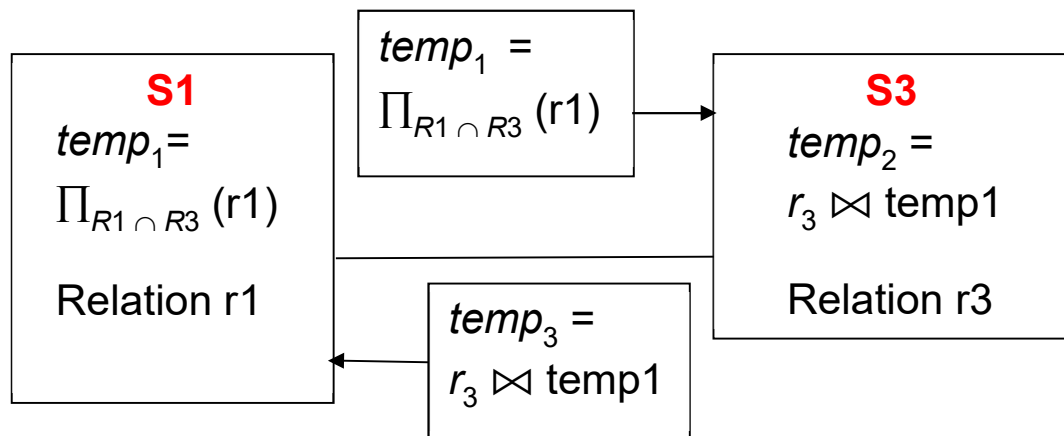 S1
temp₁=
∏R1 ∩ R3 (r1)
Relation r1
temp₁ =
∏R1 ∩ R3 (r1)
S3
temp₂ =
r₃ ⋈ temp1
Relation r3
temp₃ =
r₃ ⋈ temp1